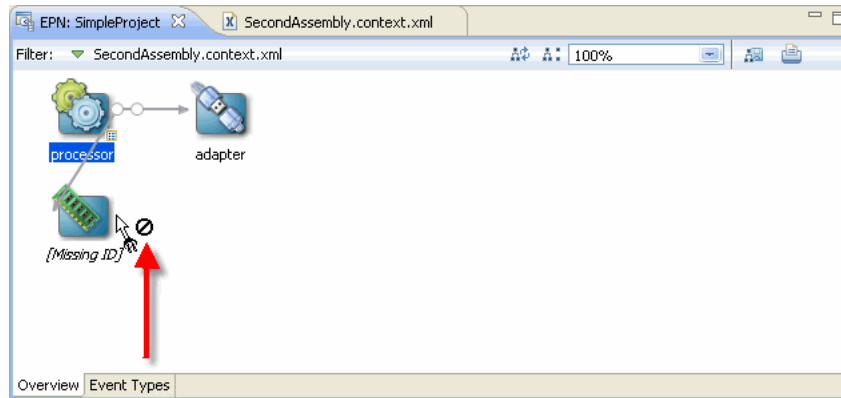 EPN: SimpleProject SecondAssembly.context.xml
Filter: SecondAssembly.context.xml 100%
processor adapter
[Missing ID]
Overview Event Types